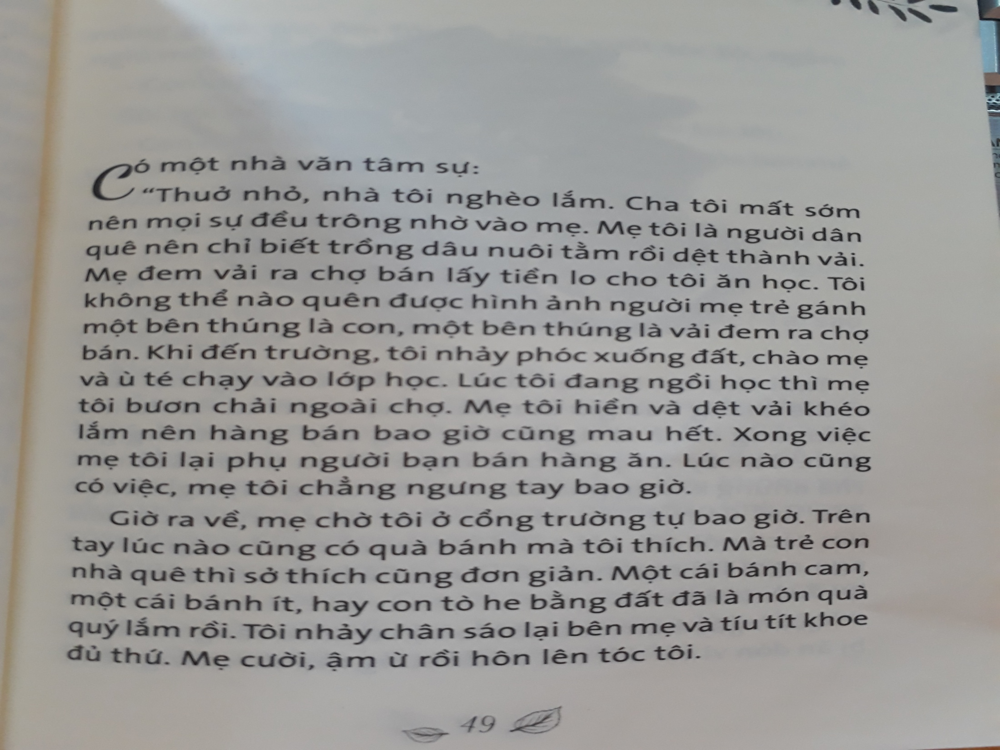 Có một nhà văn tâm sự:
“Thuở nhỏ, nhà tôi nghèo lắm. Cha tôi mất sớm
nên mọi sự đều trông nhờ vào mẹ. Mẹ tôi là người dân
quê nên chỉ biết trồng dâu nuôi tằm rồi dệt thành vải.
Mẹ đem vải ra chợ bán lấy tiền lo cho tôi ăn học. Tôi
không thể nào quên được hình ảnh người mẹ trẻ gánh
một bên thúng là con, một bên thúng là vải đem ra chợ
bán. Khi đến trường, tôi nhảy phóc xuống đất, chào mẹ
và ù té chạy vào lớp học. Lúc tôi đang ngồi học thì mẹ
tôi bươn chải ngoài chợ. Mẹ tôi hiền và dệt vải khéo
lắm nên hàng bán bao giờ cũng mau hết. Xong việc
mẹ tôi lại phụ người bạn bán hàng ăn. Lúc nào cũng
có việc, mẹ tôi chẳng ngưng tay bao giờ.
Giờ ra về, mẹ chờ tôi ở cổng trường tự bao giờ. Trên
tay lúc nào cũng có quà bánh mà tôi thích. Mà trẻ con
nhà quê thì sở thích cũng đơn giản. Một cái bánh cam,
một cái bánh ít, hay con tò he bằng đất đã là món quà
quý lắm rồi. Tôi nhảy chân sáo lại bên mẹ và tíu tít khoe
đủ thứ. Mẹ cười, ậm ừ rồi hôn lên tóc tôi.
49